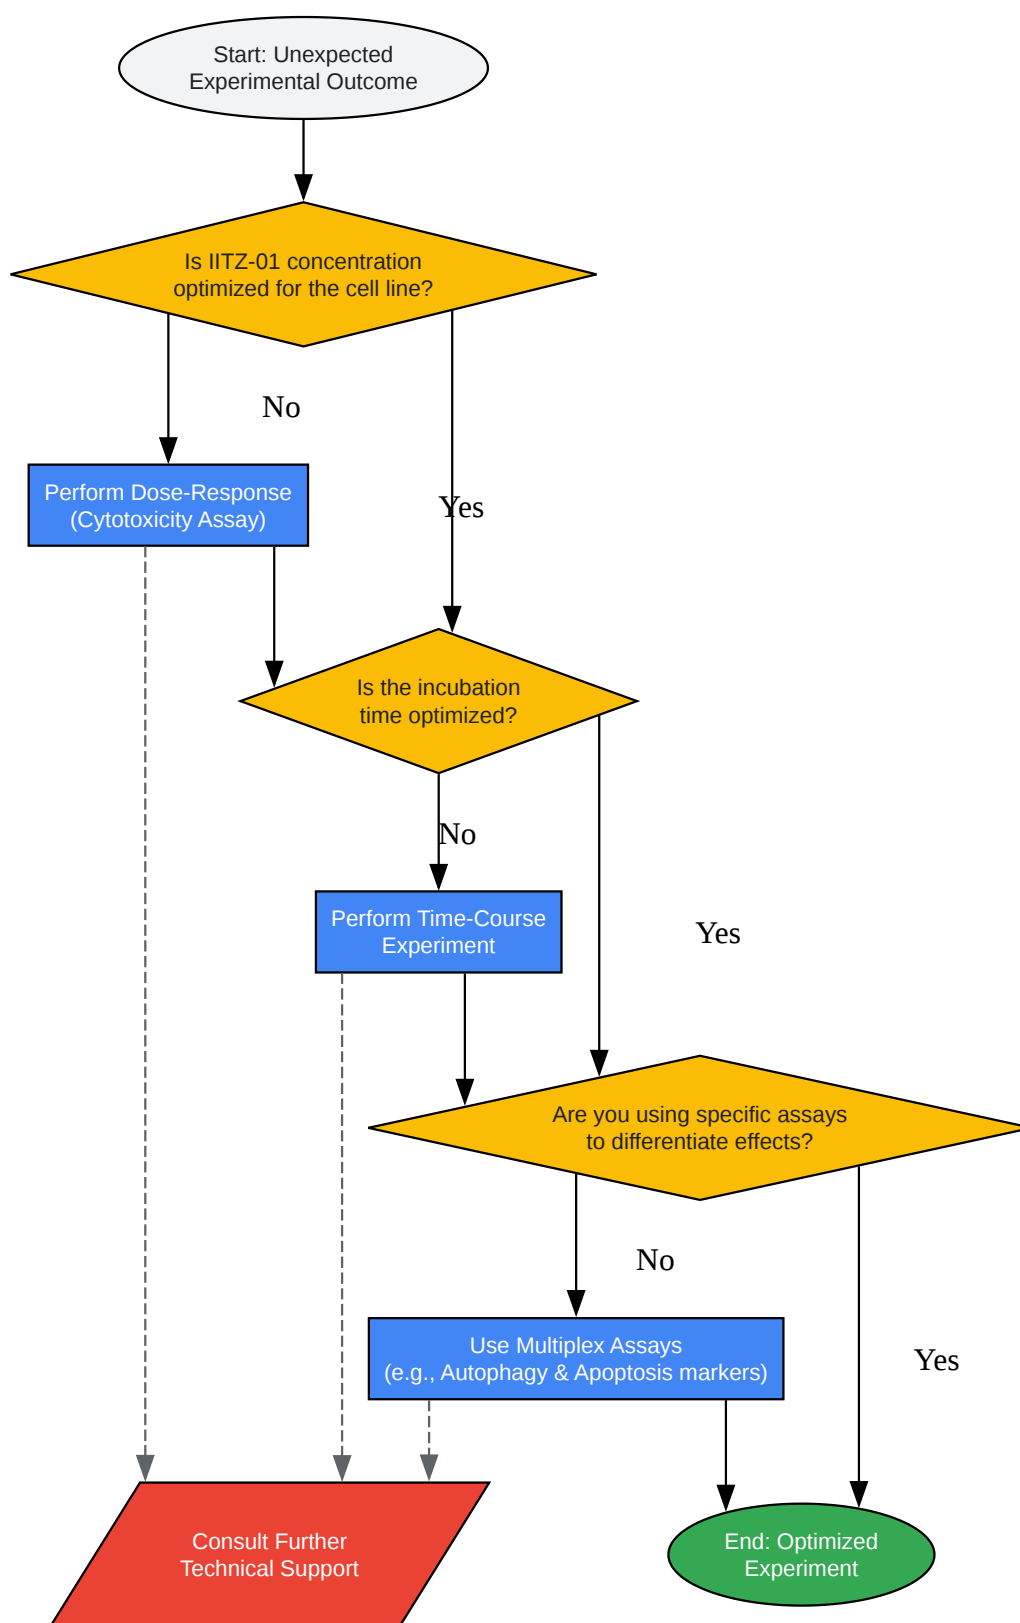 Start: Unexpected
Experimental Outcome
Is IITZ-01 concentration
optimized for the cell line?
No
Perform Dose-Response
(Cytotoxicity Assay)
Yes
Is the incubation
time optimized?
No
Perform Time-Course
Experiment
Yes
Are you using specific assays
to differentiate effects?
No
Use Multiplex Assays
(e.g., Autophagy & Apoptosis markers)
Yes
Consult Further
Technical Support
End: Optimized
Experiment